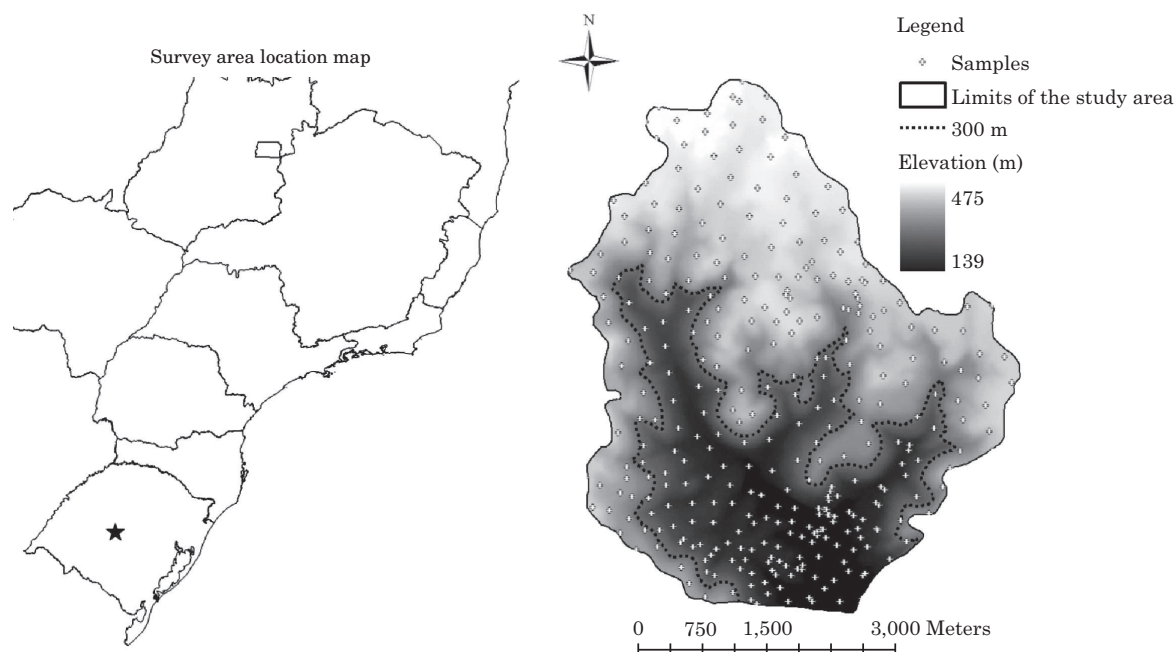 Survey area location map
N
Legend
Samples
Limits of the study area
300 m
Elevation (m)
475
139
0 750 1,500 3,000 Meters